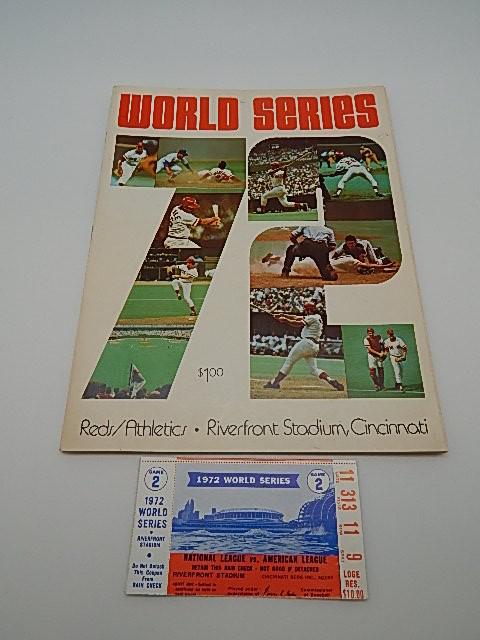 WORLD SERIES
$1.00
Reds/Athletics • Riverfront Stadium, Cincinnati
GAME
2
1972
WORLD
SERIES
RIVERFRONT
STADIUM
Do Not Detach
This Coupon
From
RAIN CHECK
1972 WORLD SERIES
GAME
2
NATIONAL LEAGUE vs. AMERICAN LEAGUE
RETAIN THIS RAIN CHECK - NOT GOOD IF DETACHED
RIVERFRONT STADIUM
11 313 11 9
LOGE
RES.
$10.00